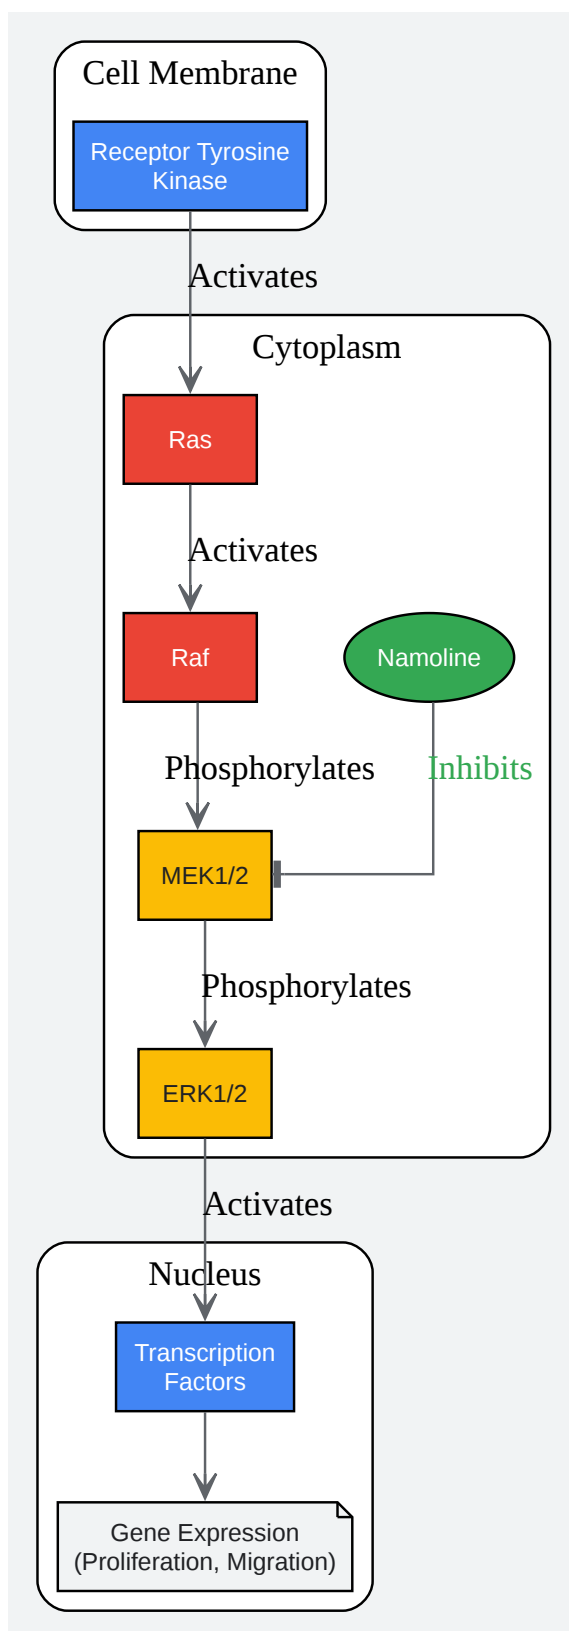 Cell Membrane
Receptor Tyrosine
Kinase
Activates
Cytoplasm
Ras
Activates
Raf
Namoline
Phosphorylates
Inhibits
MEK1/2
Phosphorylates
ERK1/2
Activates
Nucleus
Transcription
Factors
Gene Expression
(Proliferation, Migration)